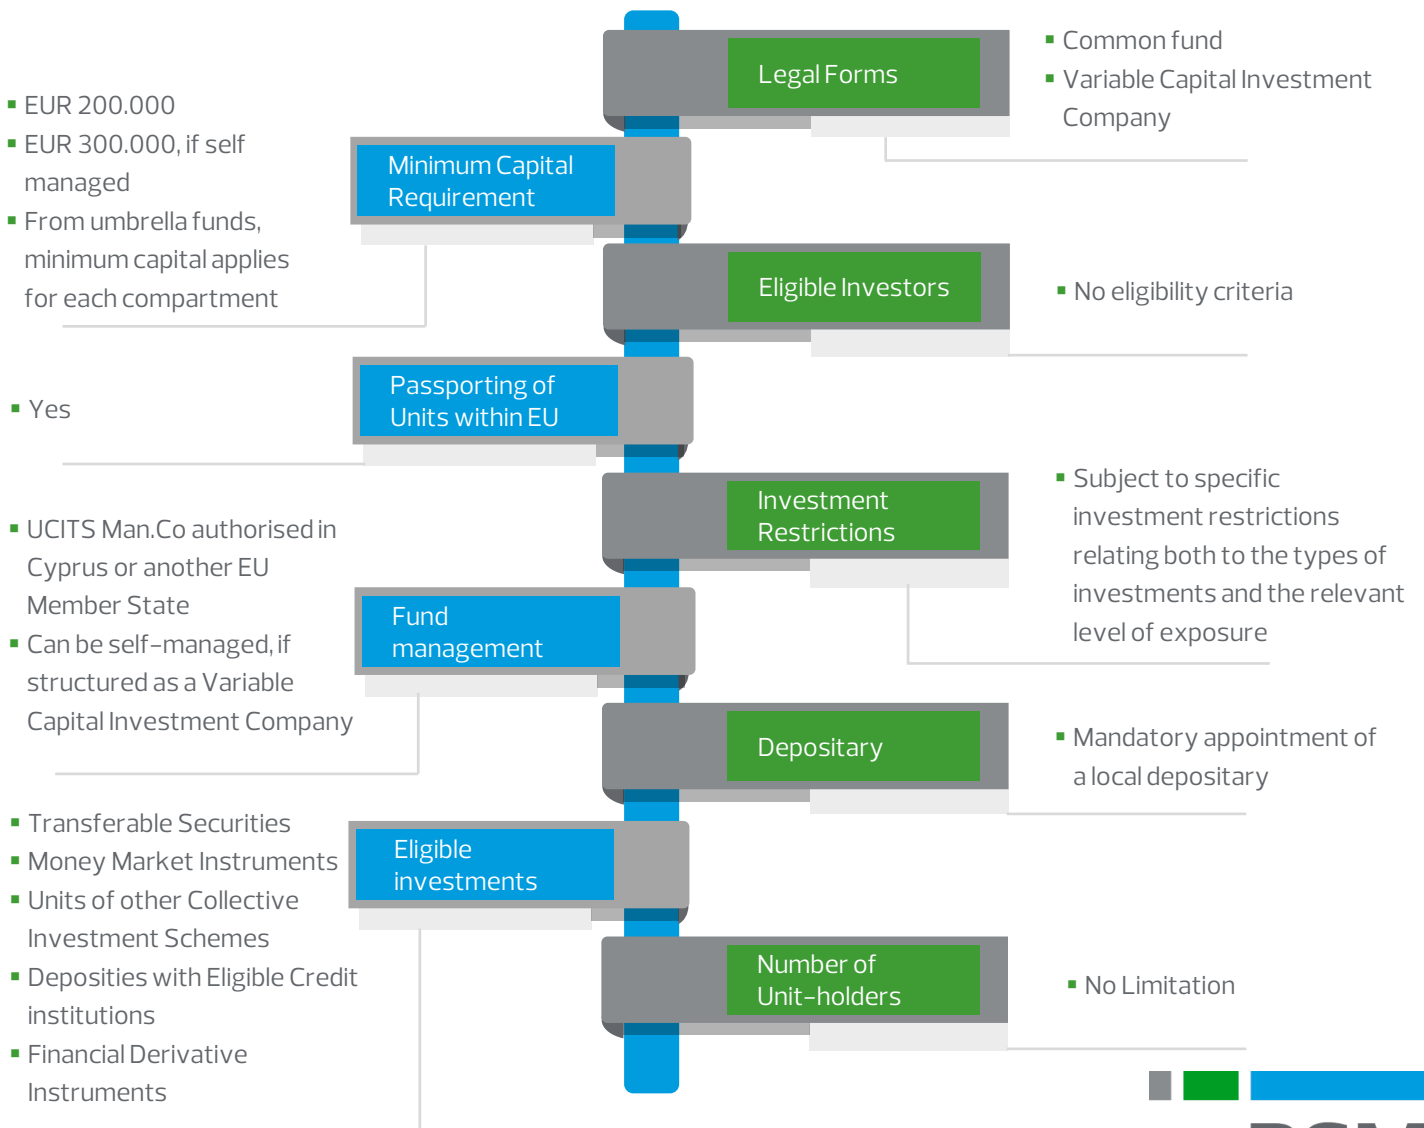 Legal Forms
▪ Common fund
▪ Variable Capital Investment
Company
▪ EUR 200.000
▪ EUR 300.000, if self
managed
▪ From umbrella funds,
minimum capital applies
for each compartment
Minimum Capital
Requirement
Eligible Investors
▪ No eligibility criteria
▪ Yes
Passporting of
Units within EU
Investment
Restrictions
▪ Subject to specific
investment restrictions
relating both to the types of
investments and the relevant
level of exposure
▪ UCITS Man.Co authorised in
Cyprus or another EU
Member State
▪ Can be self-managed, if
structured as a Variable
Capital Investment Company
Fund
management
Depositary
▪ Mandatory appointment of
a local depositary
▪ Transferable Securities
▪ Money Market Instruments
▪ Units of other Collective
Investment Schemes
▪ Deposities with Eligible Credit
institutions
▪ Financial Derivative
Instruments
Eligible
investments
Number of
Unit-holders
▪ No Limitation